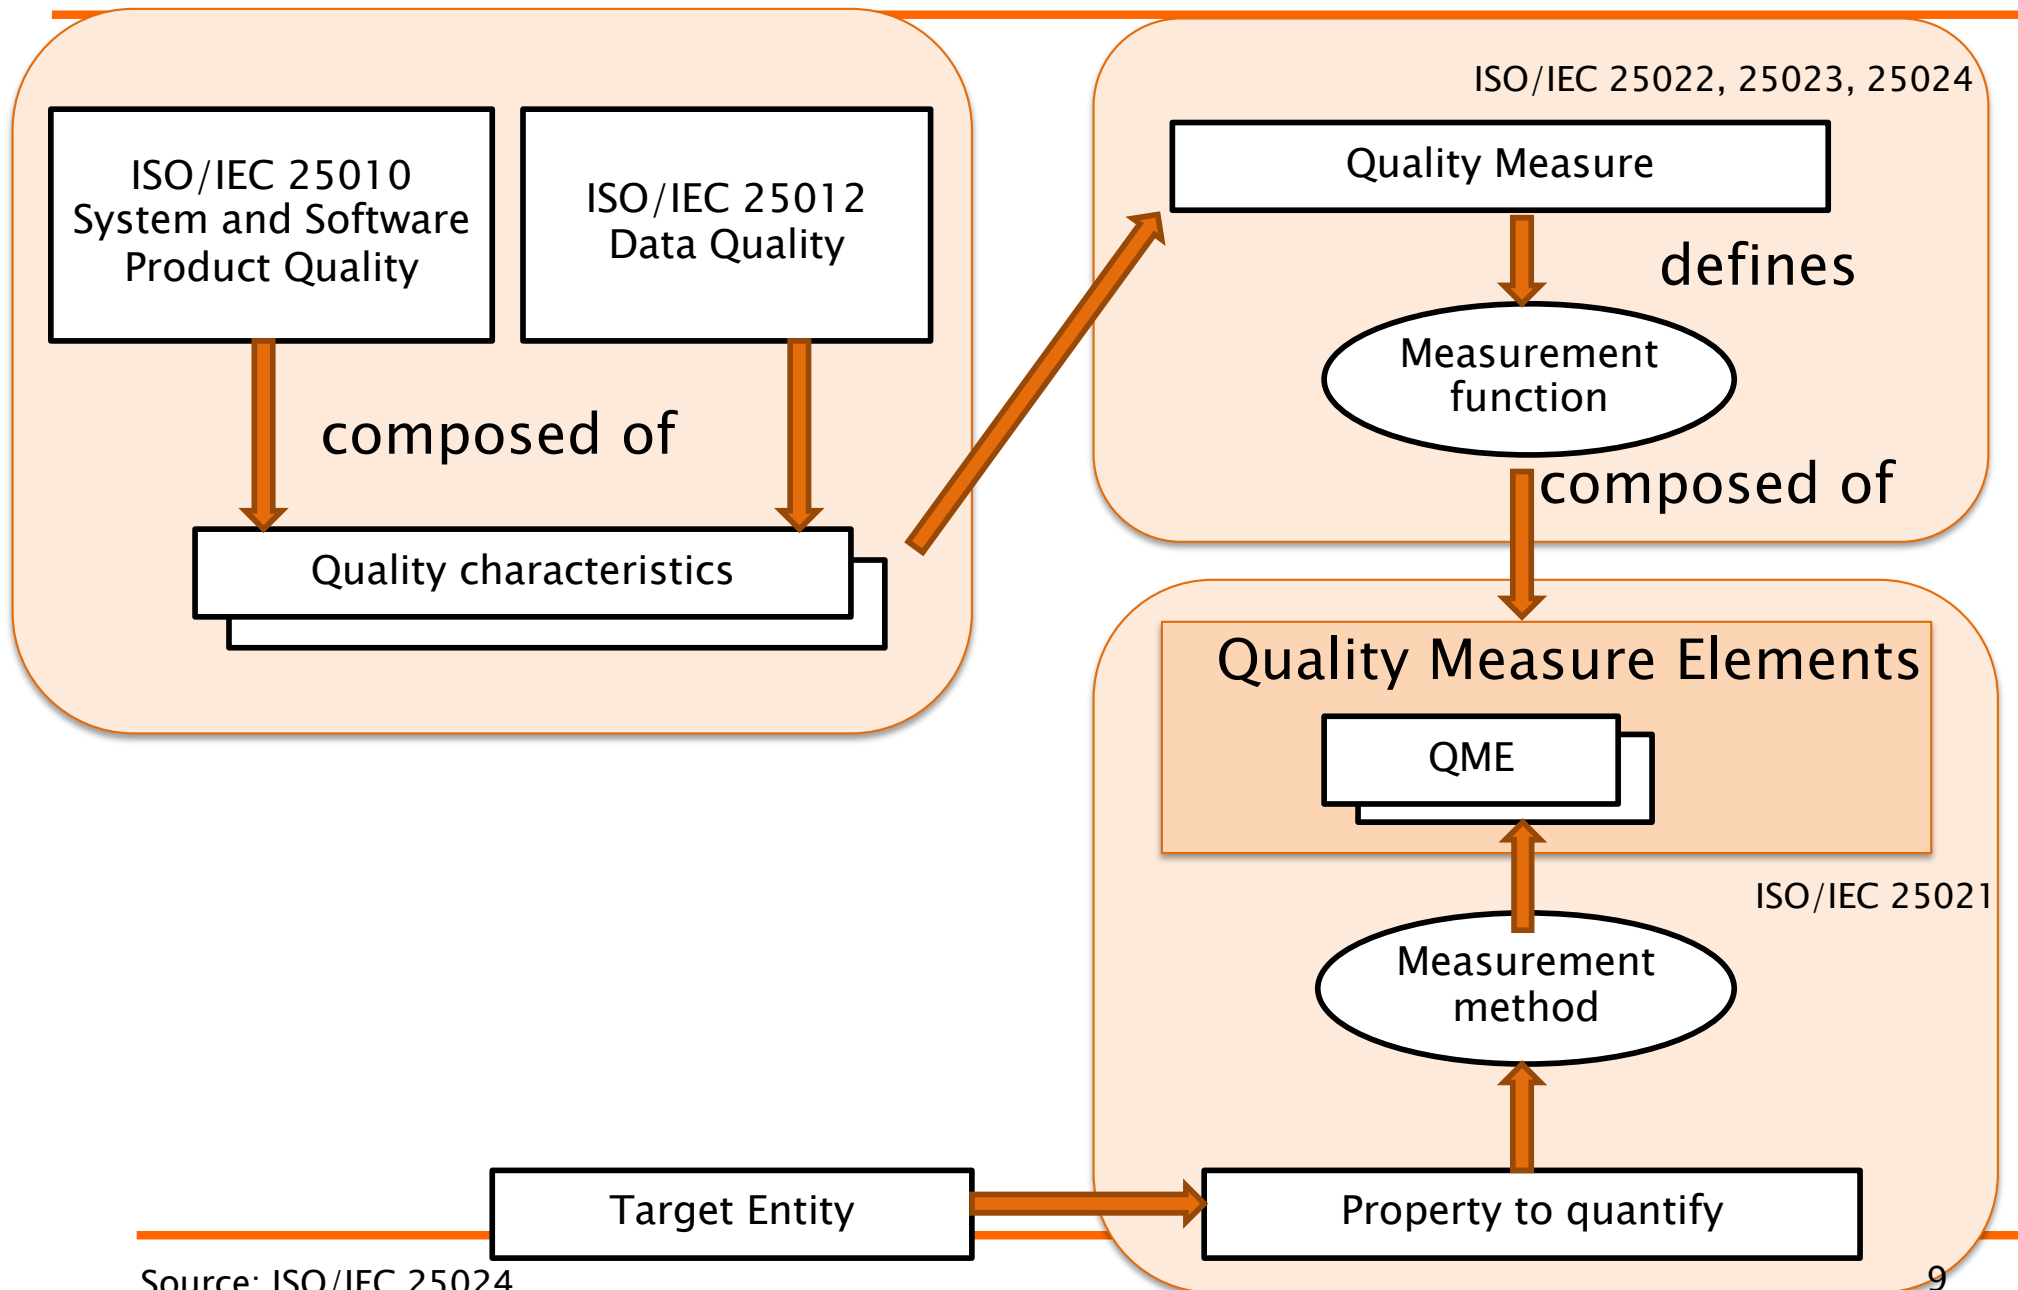 ISO/IEC 25010
System and Software
Product Quality
ISO/IEC 25012
Data Quality
composed of
Quality characteristics
ISO/IEC 25022, 25023, 25024
Quality Measure
defines
Measurement
function
composed of
Quality Measure Elements
QME
ISO/IEC 25021
Measurement
method
Target Entity
Property to quantify
Source: ISO/IEC 25024
9